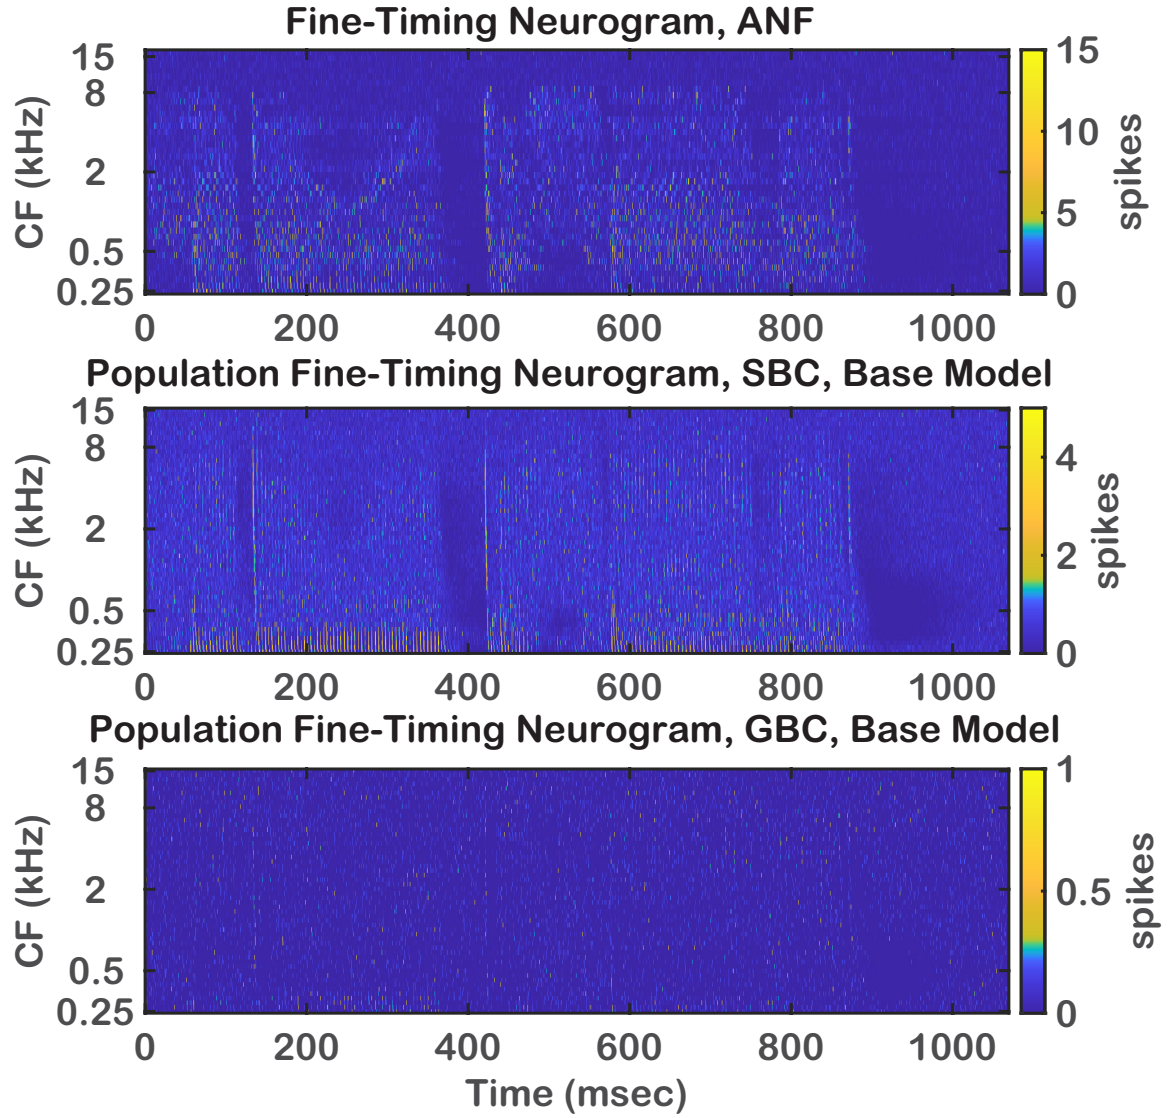 Fine-Timing Neurogram, ANF
15
8
2
0.5
0.25
CF (kHz)
0 200 400 600 800 1000
15
10
5
0
spikes
Population Fine-Timing Neurogram, SBC, Base Model
15
8
2
0.5
0.25
CF (kHz)
0 200 400 600 800 1000
4
2
0
spikes
Population Fine-Timing Neurogram, GBC, Base Model
15
8
2
0.5
0.25
CF (kHz)
0 200 400 600 800 1000
Time (msec)
1
0.5
0
spikes